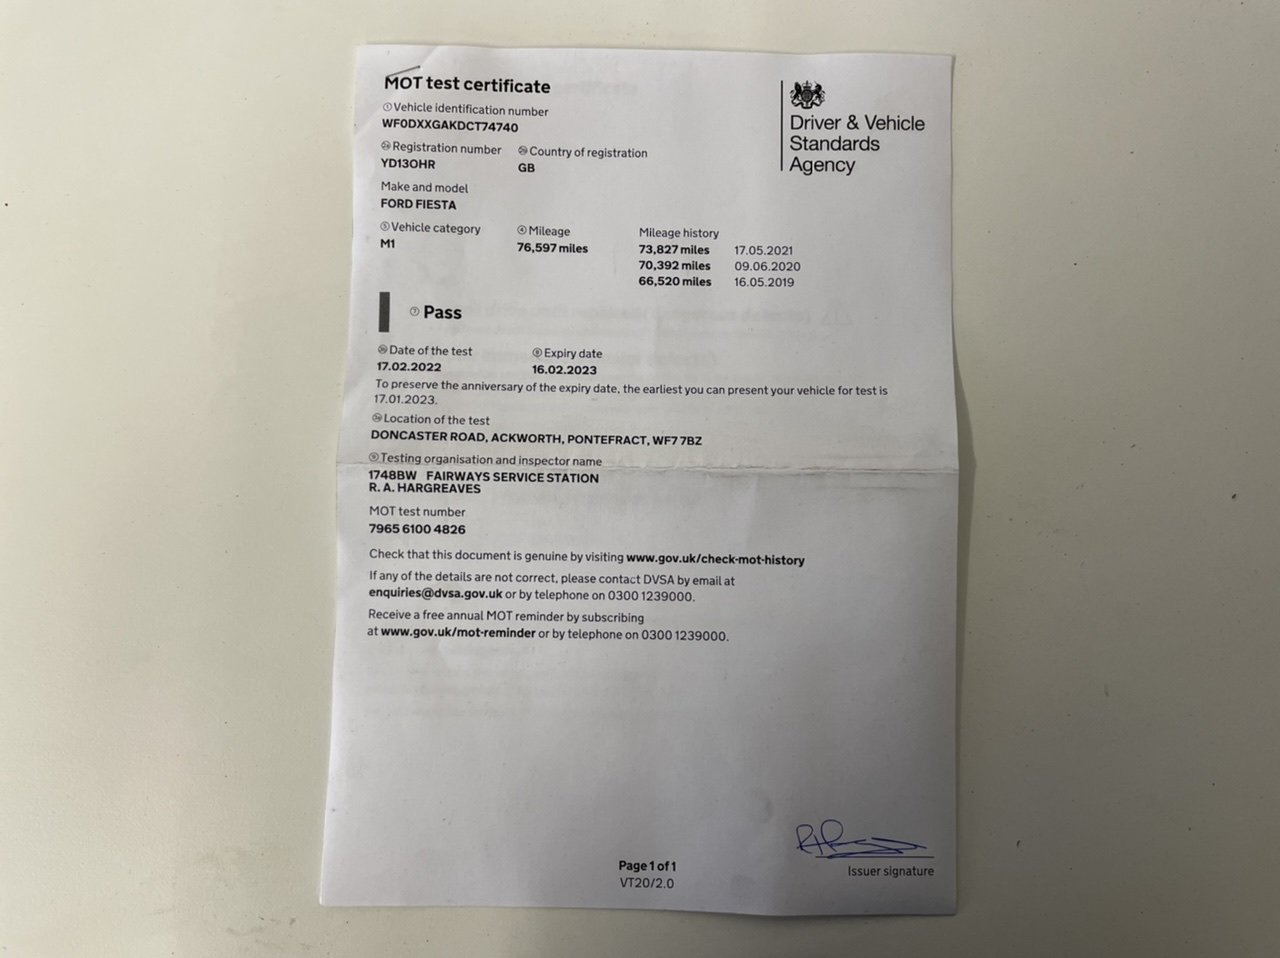 MOT test certificate
① Vehicle identification number
WF0DXXGAKDCT74740
Registration number
Country of registration
YD13OHR
GB
Make and model
FORD FIESTA
⑤ Vehicle category
④ Mileage
Mileage history
M1
76,597 miles
73,827 miles 17.05.2021
70,392 miles 09.06.2020
66,520 miles 16.05.2019
⑦ Pass
Date of the test
⑧ Expiry date
17.02.2022
16.02.2023
To preserve the anniversary of the expiry date, the earliest you can present your vehicle for test is
17.01.2023.
Location of the test
DONCASTER ROAD, ACKWORTH, PONTEFRACT, WF7 7BZ
⑨ Testing organisation and inspector name
1748BW FAIRWAYS SERVICE STATION
R. A. HARGREAVES
MOT test number
7965 6100 4826
Check that this document is genuine by visiting www.gov.uk/check-mot-history
If any of the details are not correct, please contact DVSA by email at
enquiries@dvsa.gov.uk or by telephone on 0300 1239000.
Receive a free annual MOT reminder by subscribing
at www.gov.uk/mot-reminder or by telephone on 0300 1239000.
Driver & Vehicle
Standards
Agency
Page 1 of 1
VT20/2.0
Issuer signature